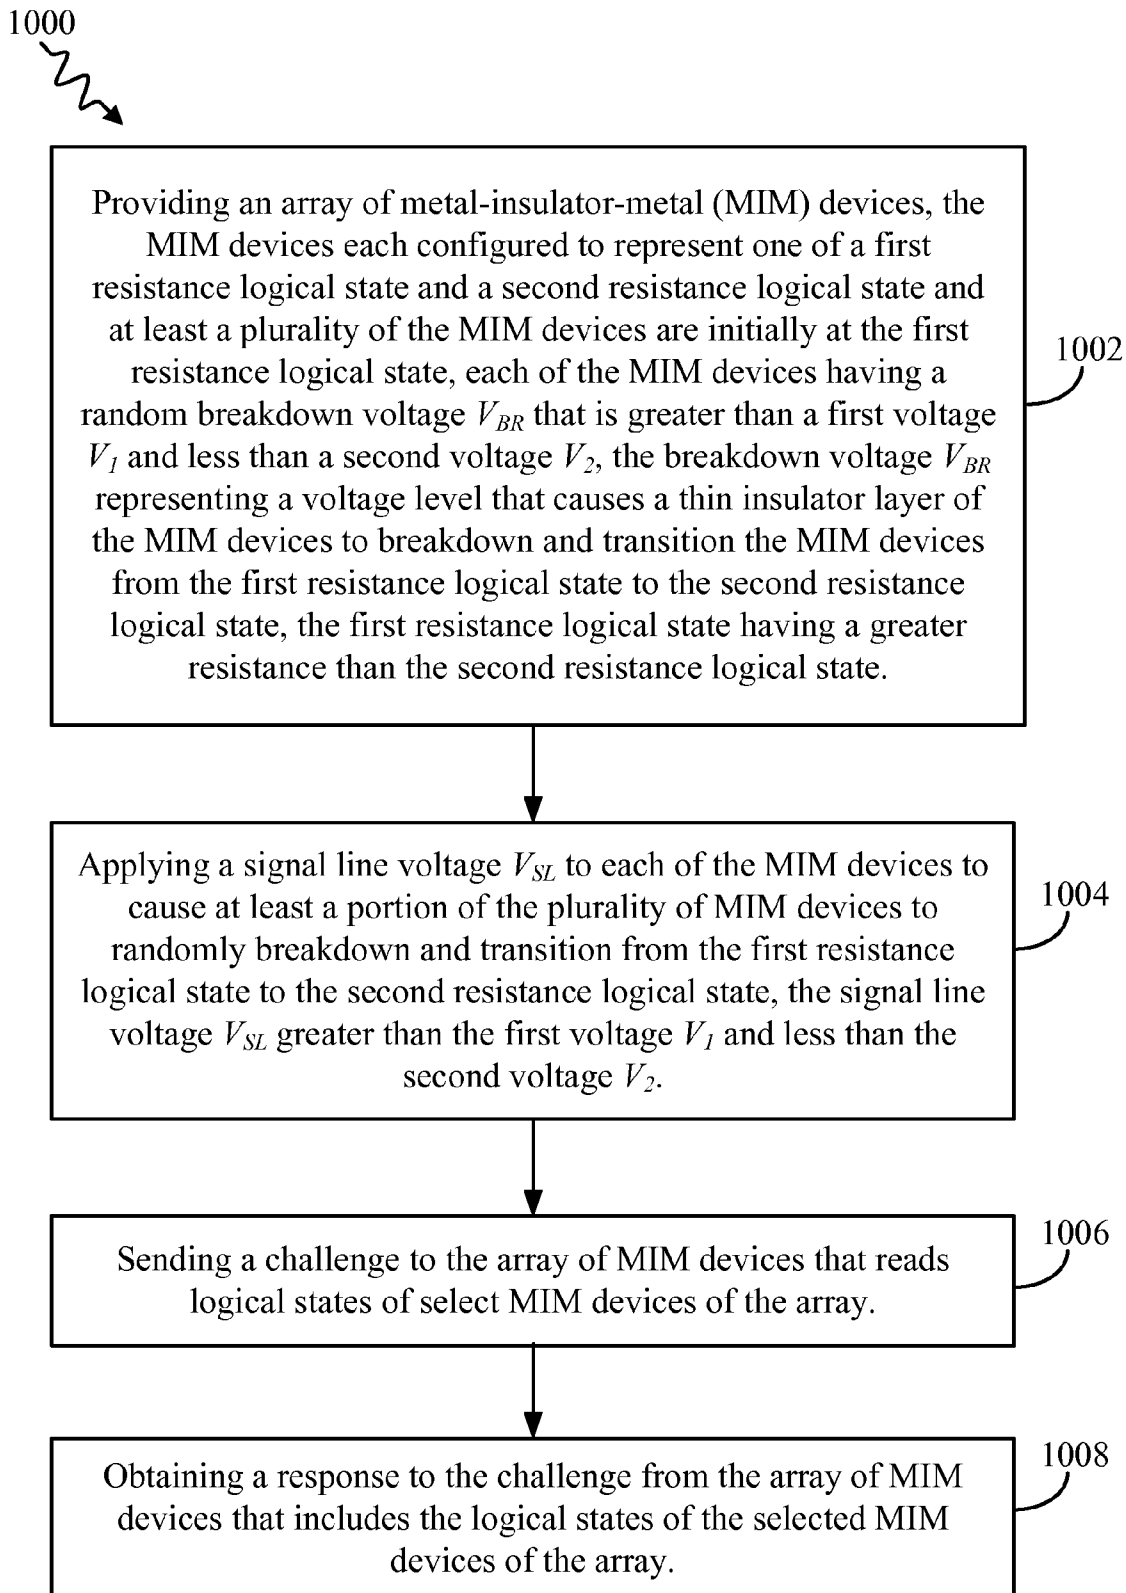 1000
Providing an array of metal-insulator-metal (MIM) devices, the
MIM devices each configured to represent one of a first
resistance logical state and a second resistance logical state and
at least a plurality of the MIM devices are initially at the first
resistance logical state, each of the MIM devices having a
random breakdown voltage VBR that is greater than a first voltage
V1 and less than a second voltage V2, the breakdown voltage VBR
representing a voltage level that causes a thin insulator layer of
the MIM devices to breakdown and transition the MIM devices
from the first resistance logical state to the second resistance
logical state, the first resistance logical state having a greater
resistance than the second resistance logical state.
1002
Applying a signal line voltage VSL to each of the MIM devices to
cause at least a portion of the plurality of MIM devices to
randomly breakdown and transition from the first resistance
logical state to the second resistance logical state, the signal line
voltage VSL greater than the first voltage V1 and less than the
second voltage V2.
1004
Sending a challenge to the array of MIM devices that reads
logical states of select MIM devices of the array.
1006
Obtaining a response to the challenge from the array of MIM
devices that includes the logical states of the selected MIM
devices of the array.
1008